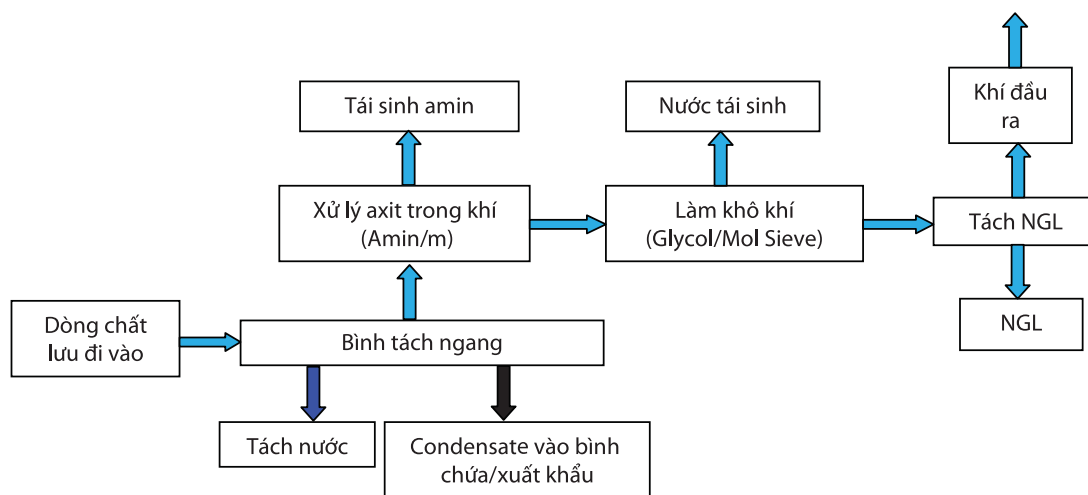 Tái sinh amin
Nước tái sinh
Khí đầu
ra
Xử lý axit trong khí
(Amin/m)
Làm khô khí
(Glycol/Mol Sieve)
Tách NGL
Dòng chất
lưu đi vào
Bình tách ngang
NGL
Tách nước
Condensate vào bình
chứa/xuất khẩu